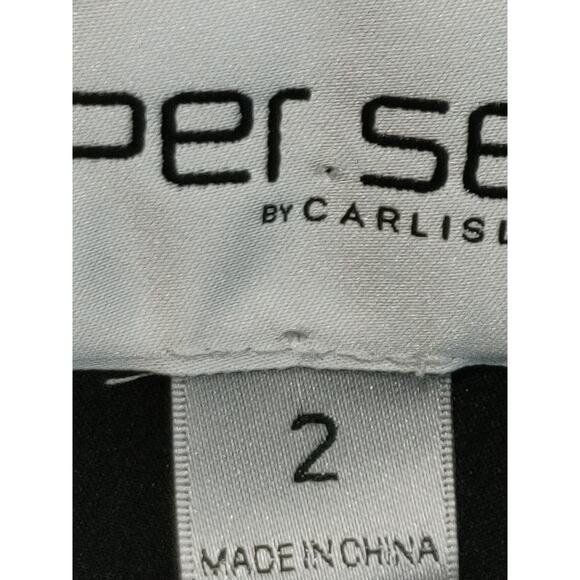 per se
BY CARLISL
2
MADE IN CHINA